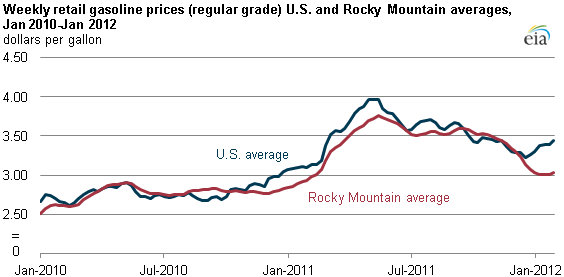 Weekly retail gasoline prices (regular grade) U.S. and Rocky Mountain averages,
Jan 2010-Jan 2012
dollars per gallon
eia
4.50
4.00
3.50
3.00
2.50
=
0
U.S. average
Rocky Mountain average
Jan-2010
Jul-2010
Jan-2011
Jul-2011
Jan-2012